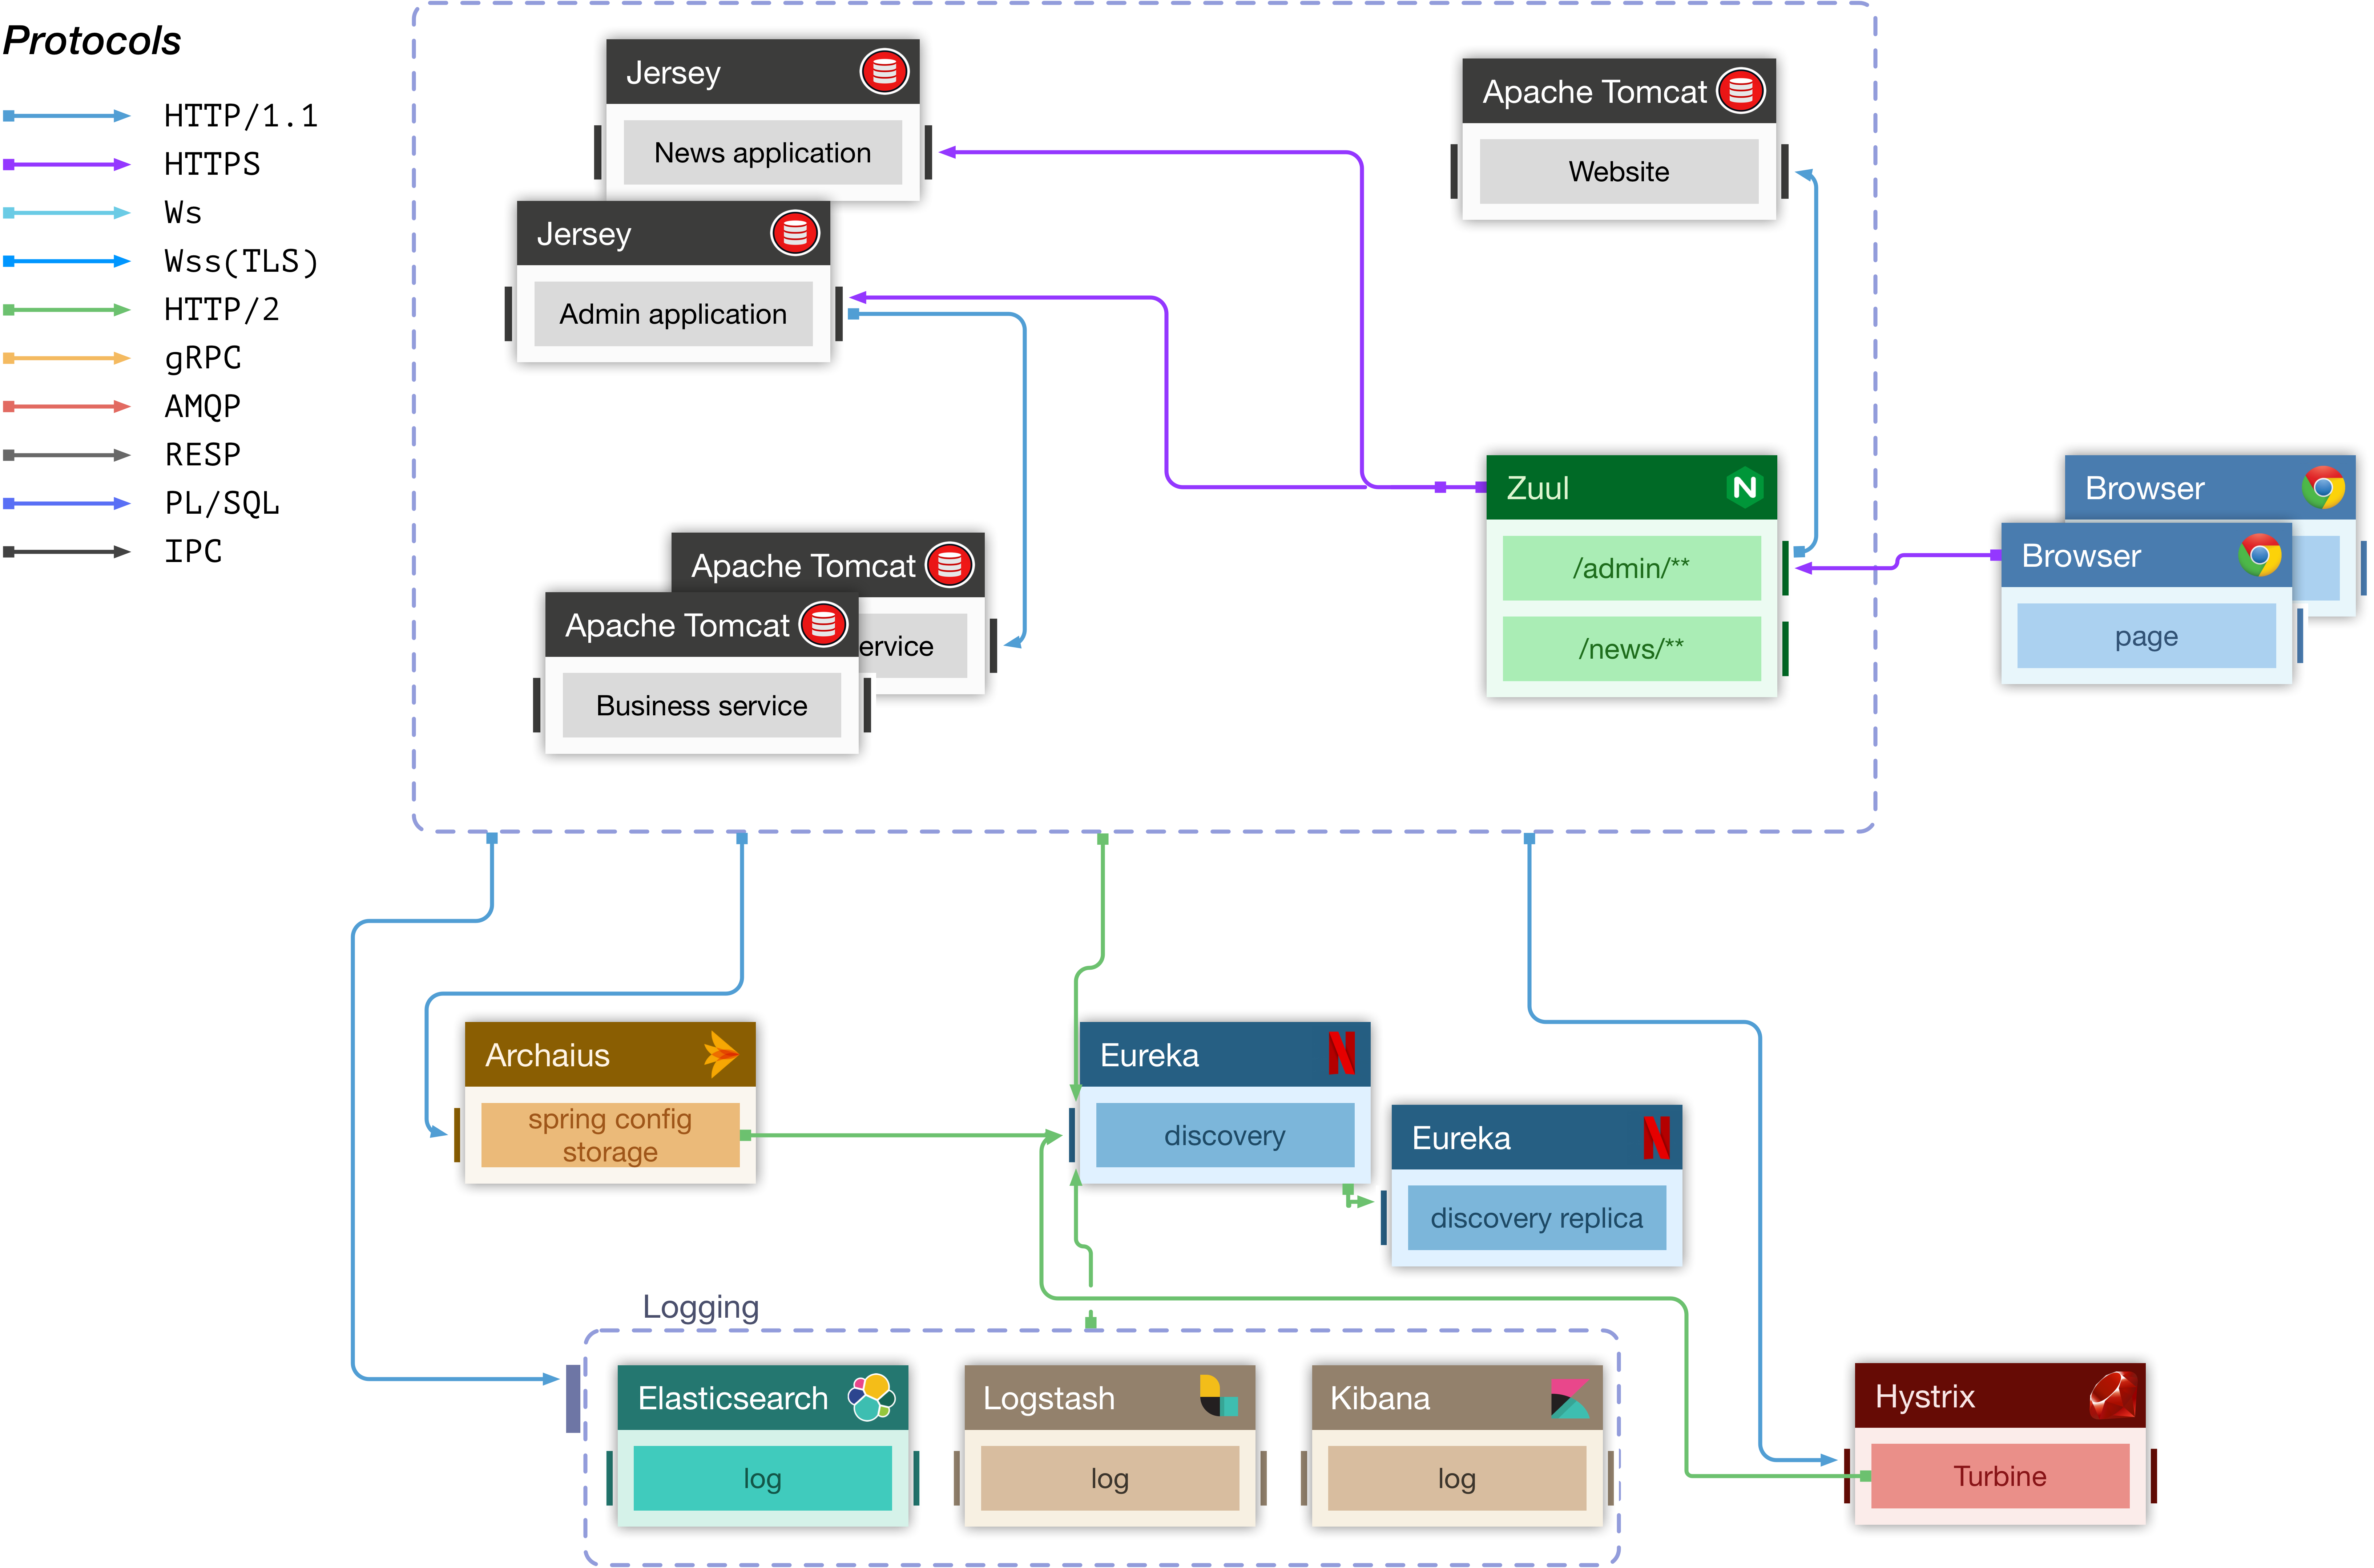 Protocols
HTTP/1.1
HTTPS
Ws
Wss(TLS)
HTTP/2
gRPC
AMQP
RESP
PL/SQL
IPC
Jersey
News application
Jersey
Admin application
Apache Tomcat
Website
Apache Tomcat
ervice
Apache Tomcat
Business service
Zuul
/admin/**
/news/**
Browser
Browser
page
Archaius
spring config
storage
Eureka
discovery
Eureka
discovery replica
Logging
Elasticsearch
log
Logstash
log
Kibana
log
Hystrix
Turbine